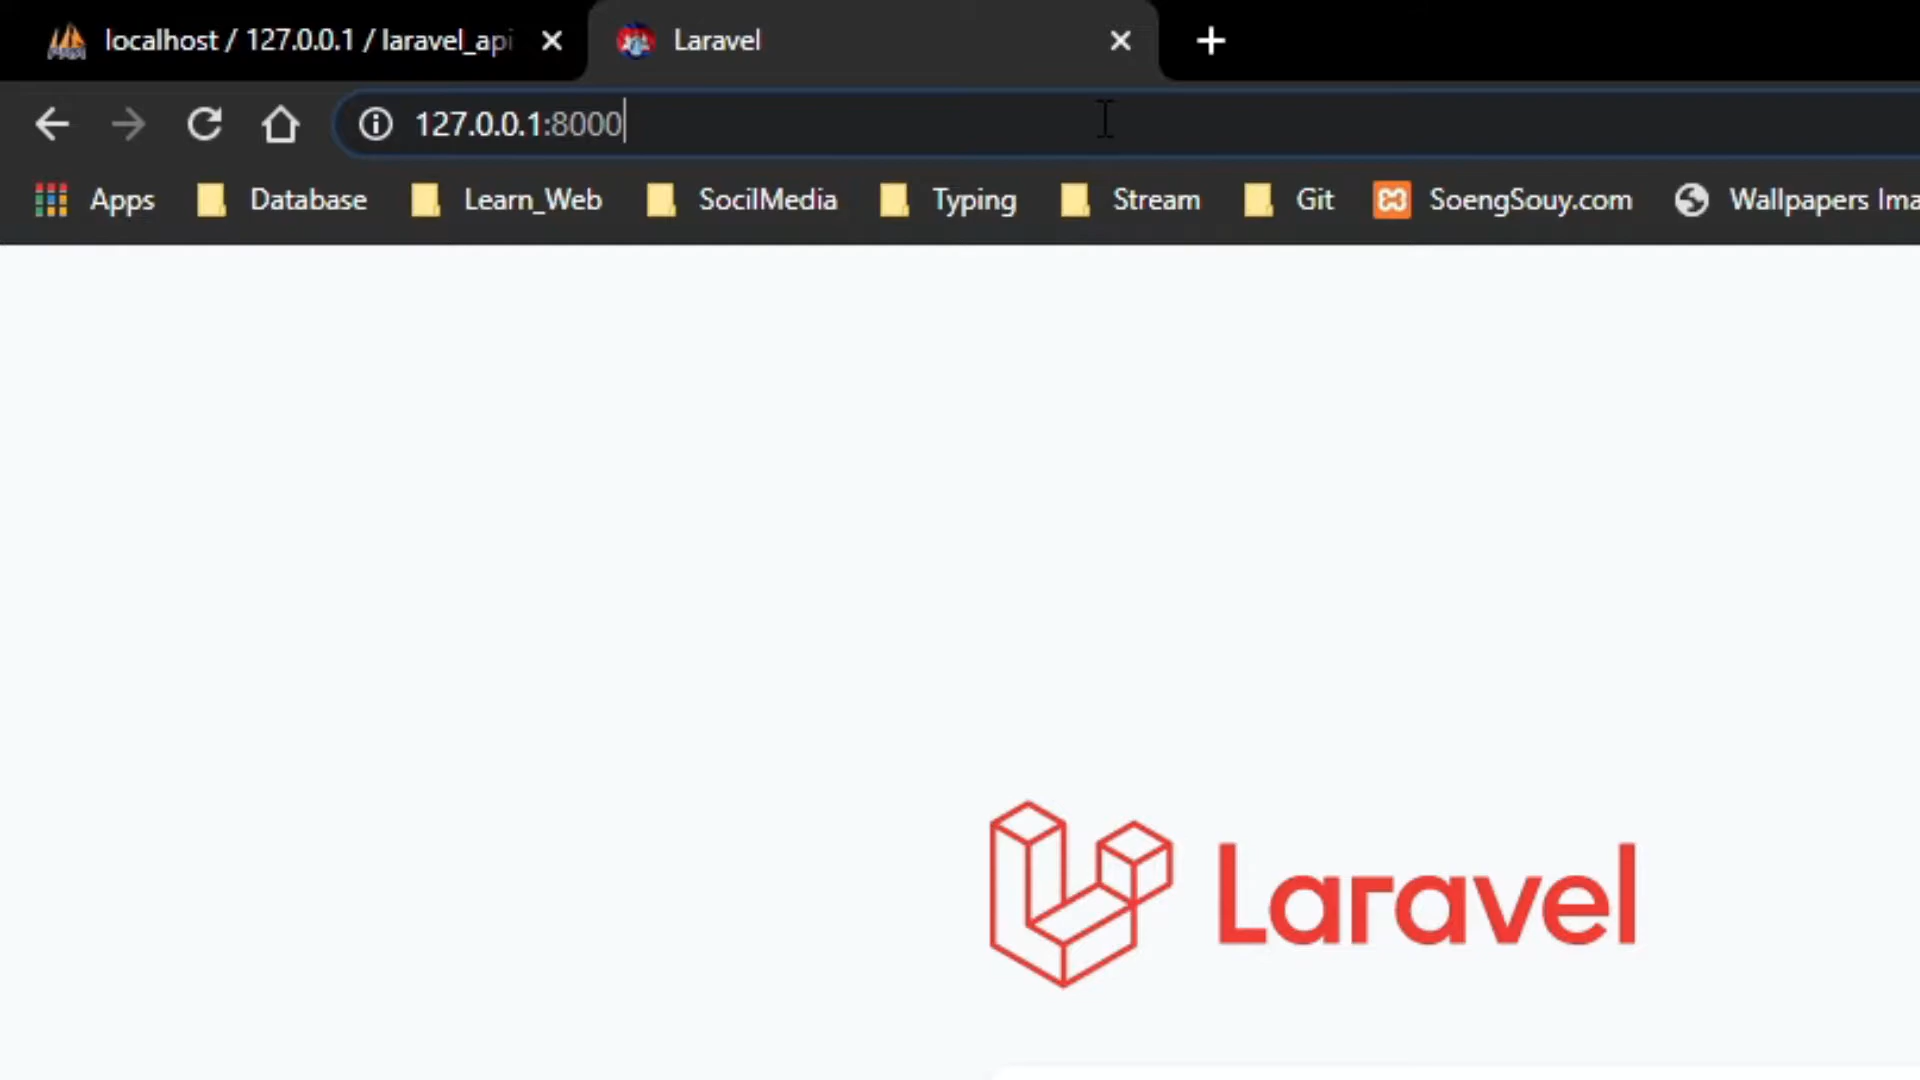 localhost / 127.0.0.1 / laravel_api
Laravel
127.0.0.1:8000
Apps Database Learn_Web SocilMedia Typing Stream Git SoengSouy.com Wallpapers Ima
Laravel